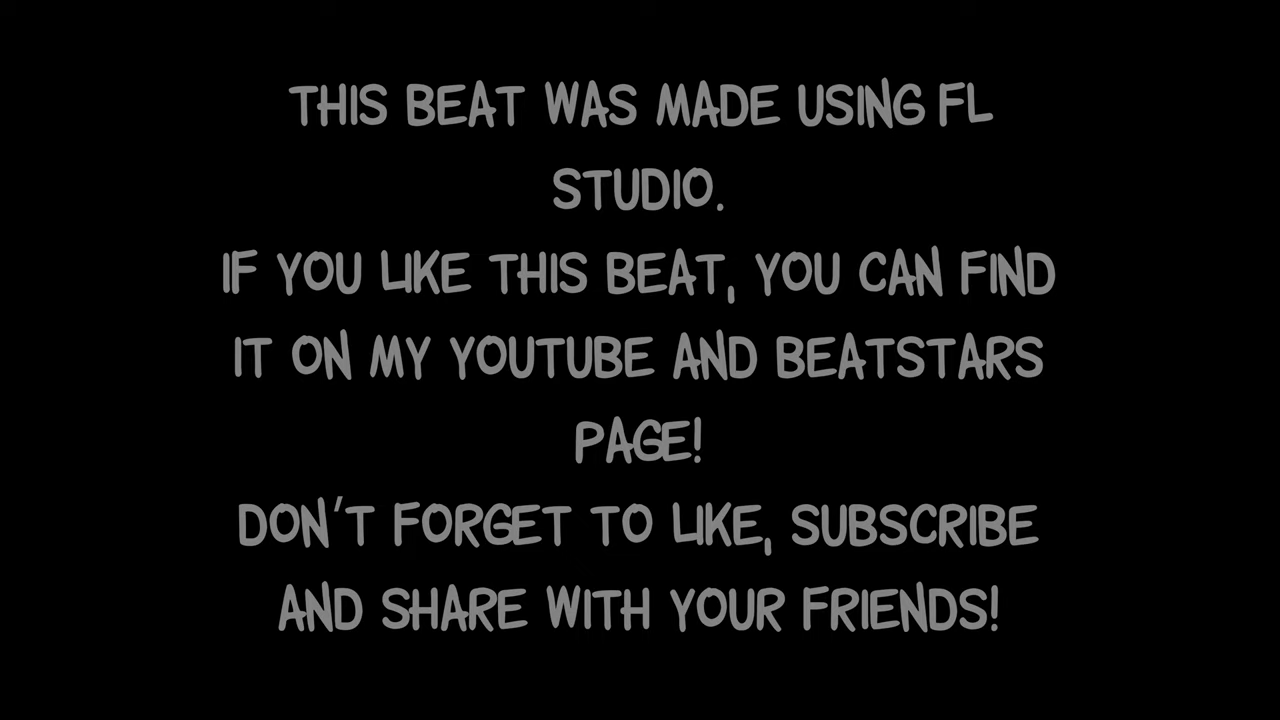 THIS BEAT WAS MADE USING FL
STUDIO.
IF YOU LIKE THIS BEAT, YOU CAN FIND
IT ON MY YOUTUBE AND BEATSTARS
PAGE!
DON'T FORGET TO LIKE, SUBSCRIBE
AND SHARE WITH YOUR FRIENDS!